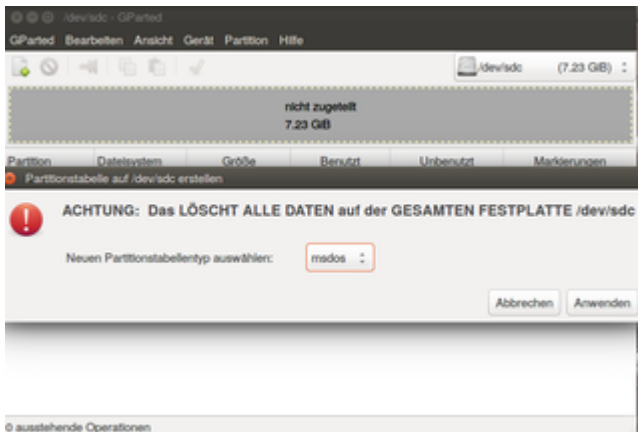 /dev/sdc - GParted
GParted Bearbeiten Ansicht Gerät Partition Hilfe
/dev/sdc (7.23 GiB)
nicht zugeteilt
7.23 GiB
Partition Dateisystem Größe Benutzt Unbenutzt Markierungen
Partitionstabelle auf /dev/sdc erstellen
ACHTUNG: Das LÖSCHT ALLE DATEN auf der GESAMTEN FESTPLATTE /dev/sdc
Neuen Partitionstabellentyp auswählen: msdos
Abbrechen Anwenden
0 ausstehende Operationen